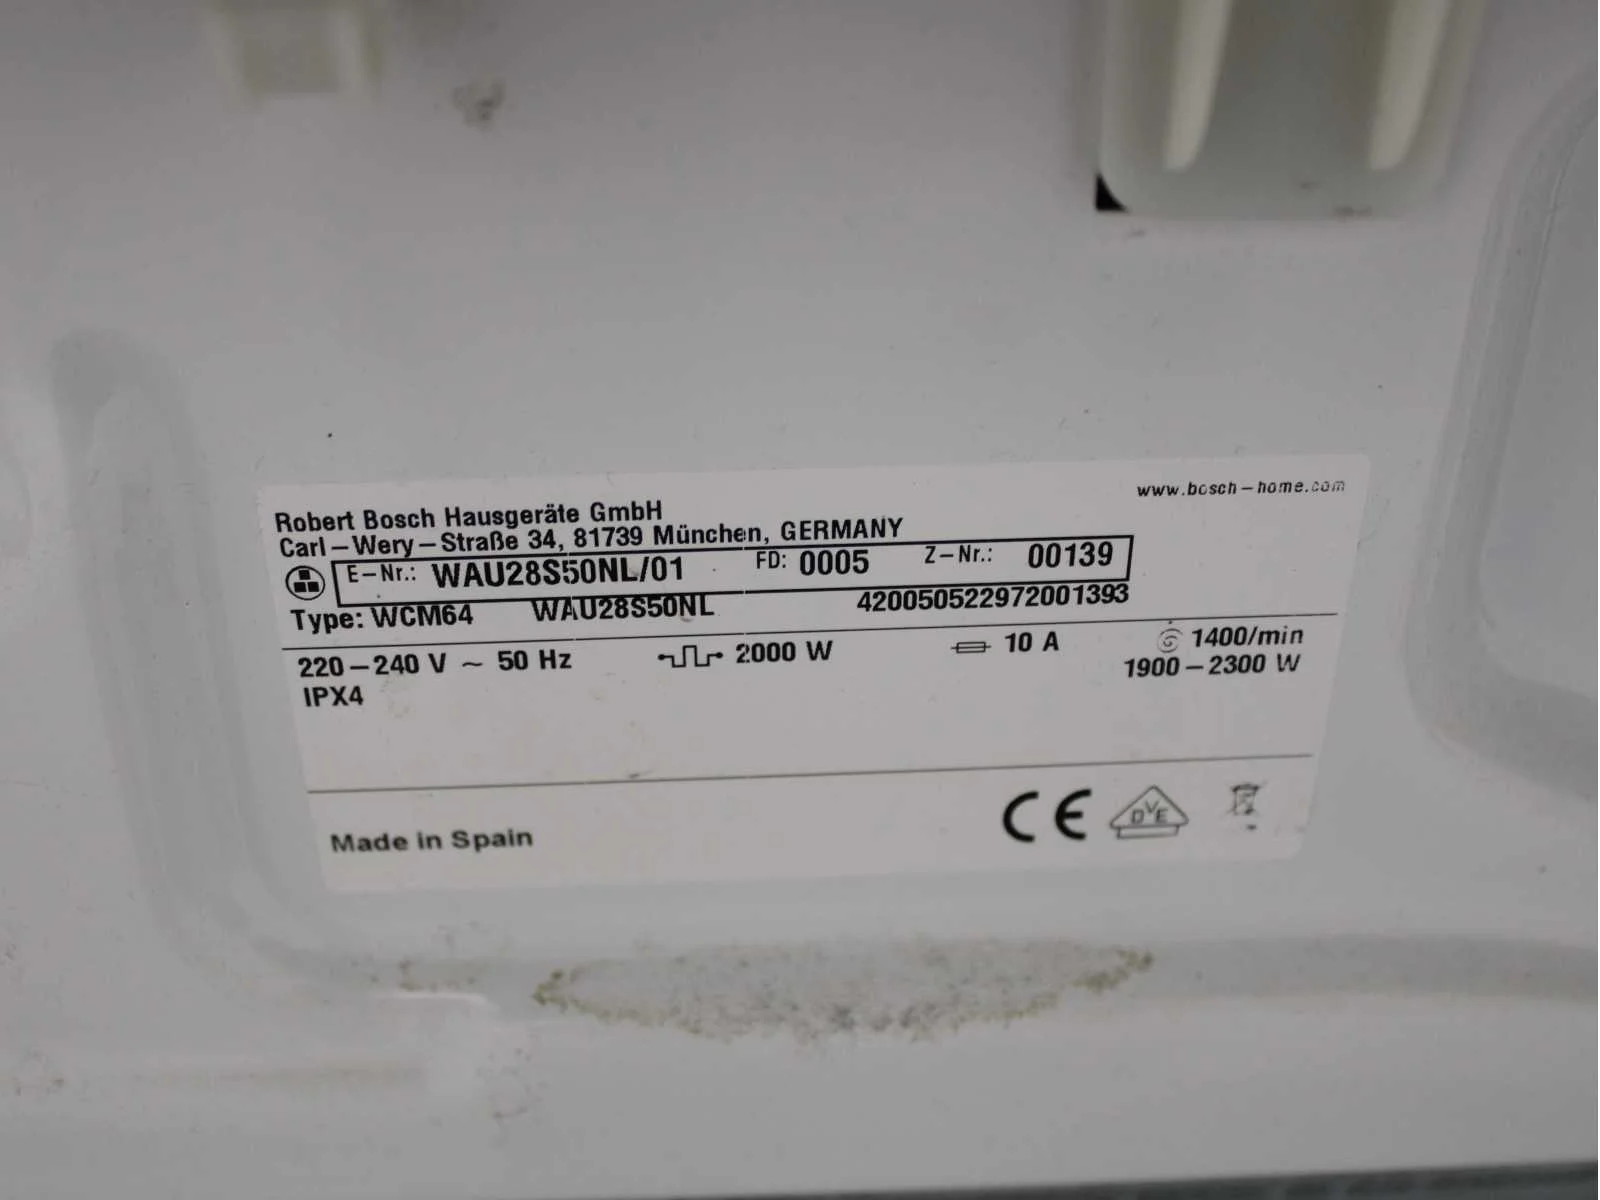 www.bosch-home.com
Robert Bosch Hausgeräte GmbH
Carl-Wery-Straße 34, 81739 München, GERMANY
E-Nr.: WAU28S50NL/01 FD: 0005 Z-Nr.: 00139
Type: WCM64 WAU28S50NL 420050522972001393
220-240 V ~ 50 Hz 2000 W 10 A 1400/min
IPX4 1900-2300 W
Made in Spain CE DVE